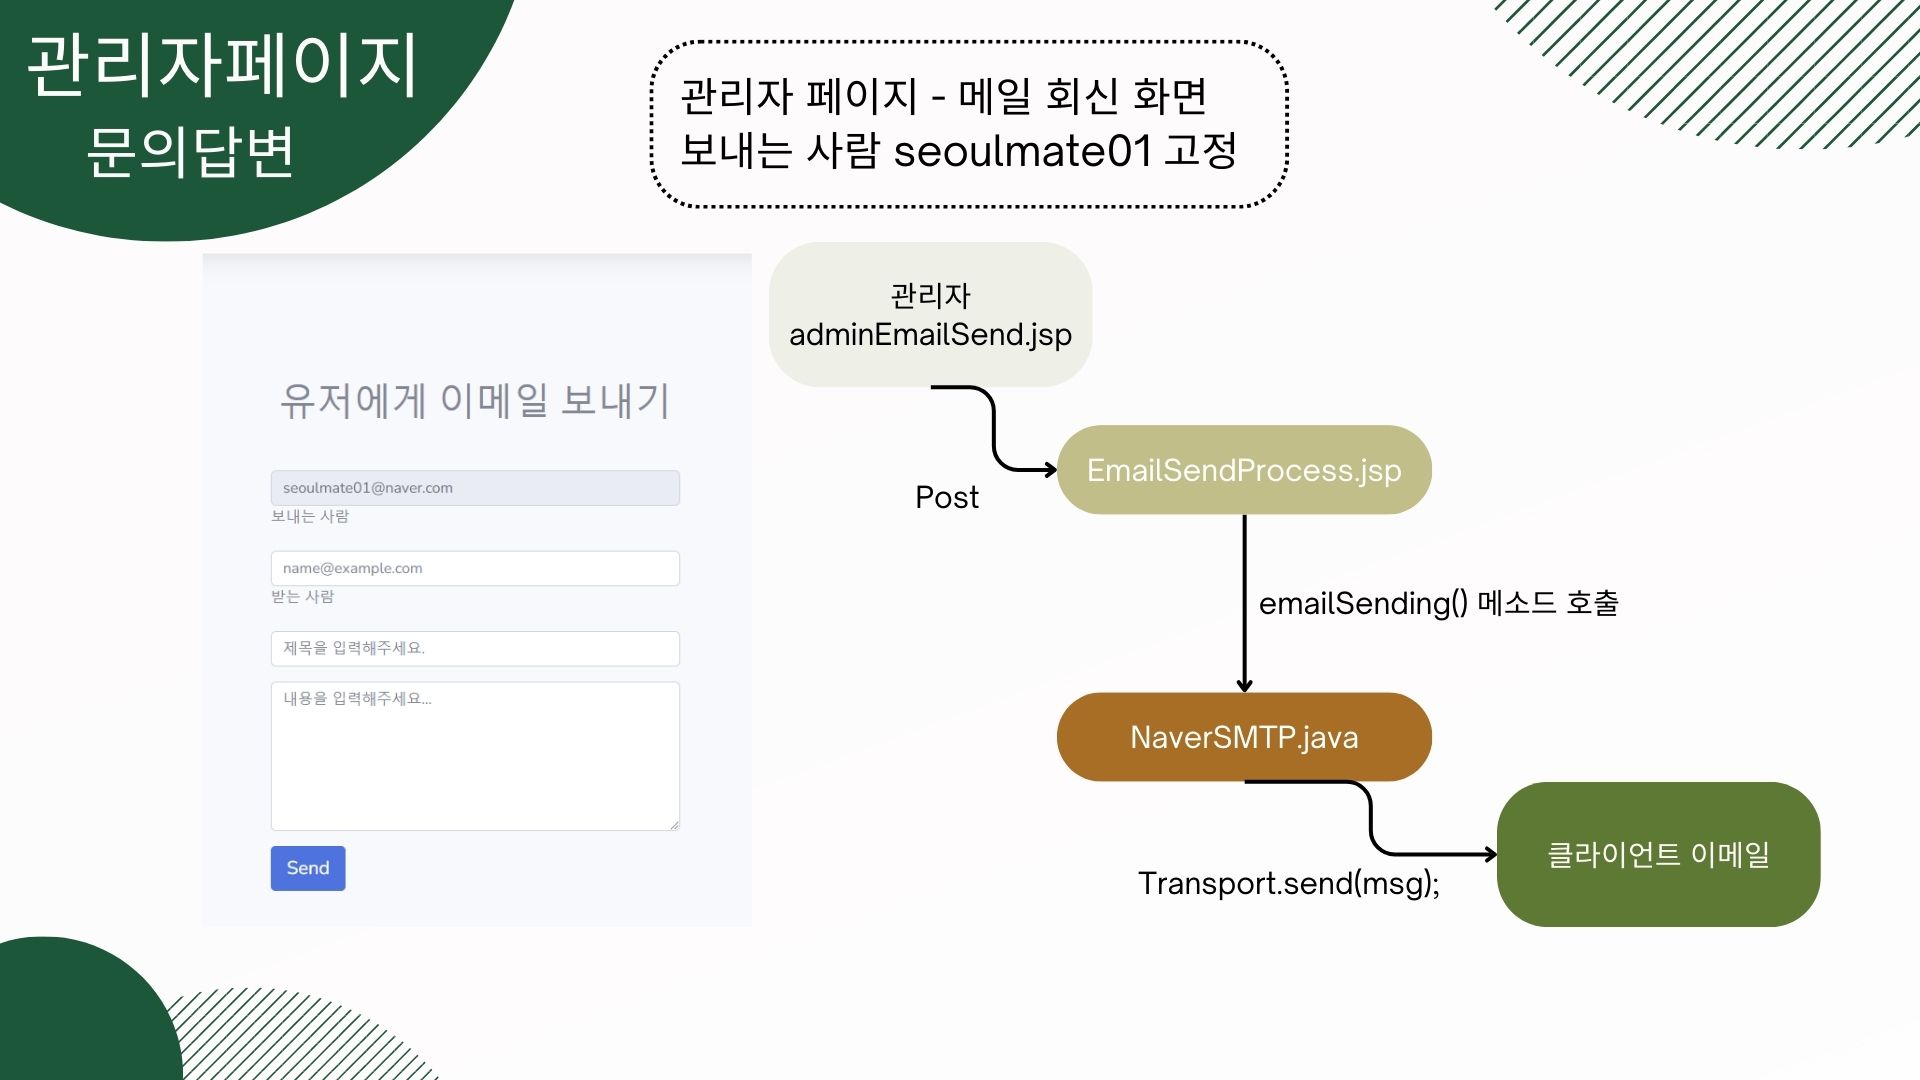 관리자페이지
문의답변
관리자 페이지 - 메일 회신 화면
보내는 사람 seoulmate01 고정
유저에게 이메일 보내기
seoulmate01@naver.com
보내는 사람
name@example.com
받는 사람
제목을 입력해주세요.
내용을 입력해주세요...
Send
관리자
adminEmailSend.jsp
Post
EmailSendProcess.jsp
emailSending() 메소드 호출
NaverSMTP.java
Transport.send(msg);
클라이언트 이메일